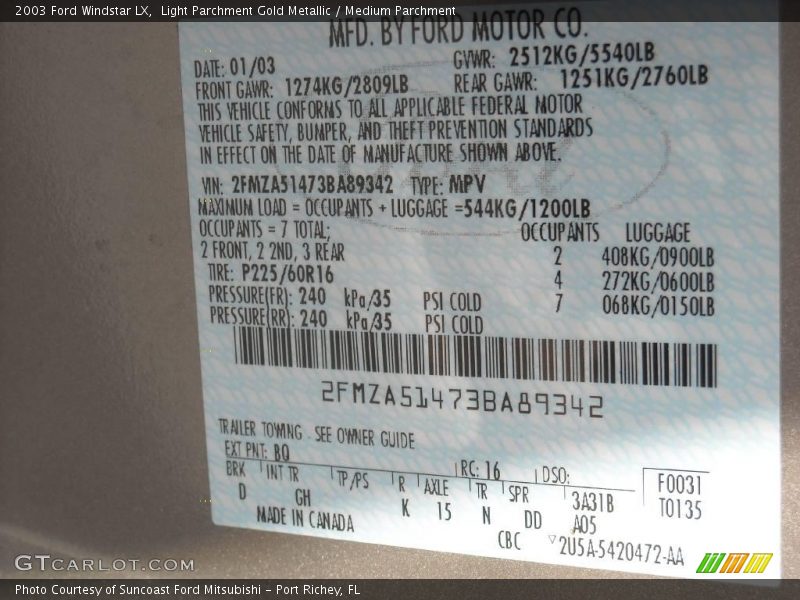 2003 Ford Windstar LX, Light Parchment Gold Metallic / Medium Parchment
MFD. BY FORD MOTOR CO.
DATE: 01/03 GVWR: 2512KG/5540LB
FRONT GAWR: 1274KG/2809LB REAR GAWR: 1251KG/2760LB
THIS VEHICLE CONFORMS TO ALL APPLICABLE FEDERAL MOTOR
VEHICLE SAFETY, BUMPER, AND THEFT PREVENTION STANDARDS
IN EFFECT ON THE DATE OF MANUFACTURE SHOWN ABOVE.
VIN: 2FMZA51473BA89342 TYPE: MPV
MAXIMUM LOAD = OCCUPANTS + LUGGAGE =544KG/1200LB
OCCUPANTS = 7 TOTAL; OCCUPANTS LUGGAGE
2 FRONT, 2 2ND, 3 REAR 2 408KG/0900LB
TIRE: P225/60R16 4 272KG/0600LB
PRESSURE(FR): 240 kPa/35 PSI COLD 7 068KG/0150LB
PRESSURE(RR): 240 kPa/35 PSI COLD
2FMZA51473BA89342
TRAILER TOWING - SEE OWNER GUIDE
EXT PNT: BQ RC: 16 DSO: F0031
BRK INT TR TP/PS R AXLE TR SPR 3A31B T0135
D GH K 15 N DD A05
MADE IN CANADA CBC ▽2U5A-5420472-AA
GTCARLOT.COM
Photo Courtesy of Suncoast Ford Mitsubishi - Port Richey, FL